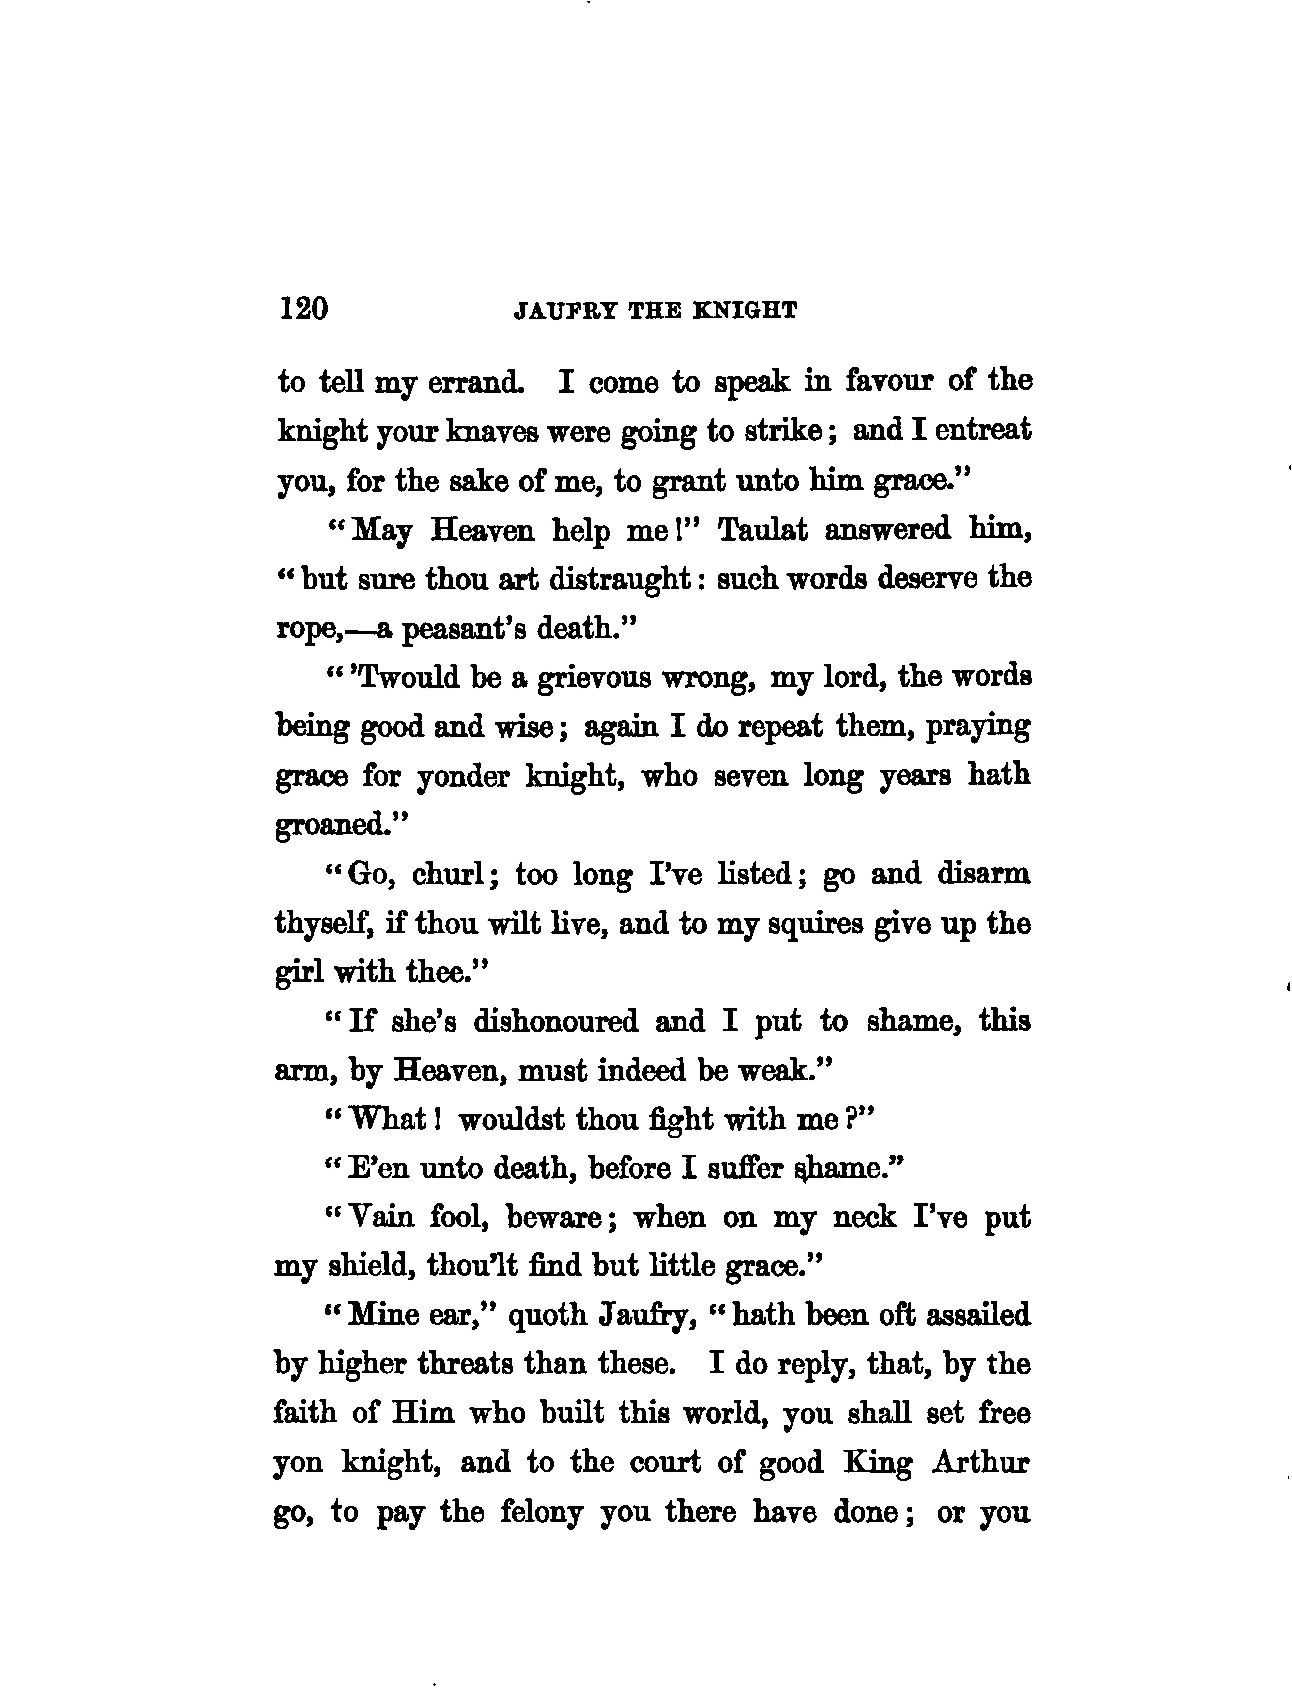 120 JAUFRY THE KNIGHT
to tell my errand. I come to speak in favour of the
knight your knaves were going to strike; and I entreat
you, for the sake of me, to grant unto him grace.”
“May Heaven help me!” Taulat answered him,
“but sure thou art distraught: such words deserve the
rope,—a peasant’s death.”
“’Twould be a grievous wrong, my lord, the words
being good and wise; again I do repeat them, praying
grace for yonder knight, who seven long years hath
groaned.”
“Go, churl; too long I’ve listed; go and disarm
thyself, if thou wilt live, and to my squires give up the
girl with thee.”
“If she’s dishonoured and I put to shame, this
arm, by Heaven, must indeed be weak.”
“What! wouldst thou fight with me?”
“E’en unto death, before I suffer shame.”
“Vain fool, beware; when on my neck I’ve put
my shield, thou’lt find but little grace.”
“Mine ear,” quoth Jaufry, “hath been oft assailed
by higher threats than these. I do reply, that, by the
faith of Him who built this world, you shall set free
yon knight, and to the court of good King Arthur
go, to pay the felony you there have done; or you